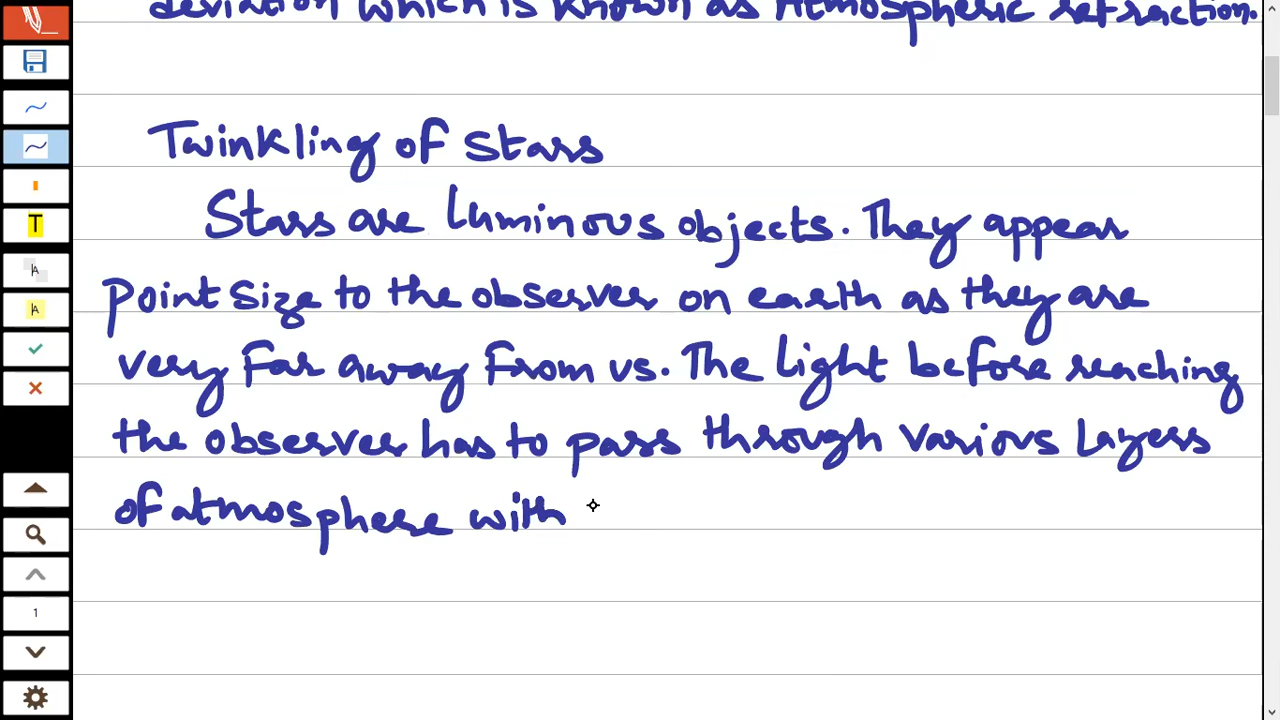 deviation which is known as Atmospheric refraction.
Twinkling of stars
Stars are luminous objects. They appear
point size to the observer on earth as they are
very far away from us. The light before reaching
the observer has to pass through various layers
of atmosphere with
T
A
A
1